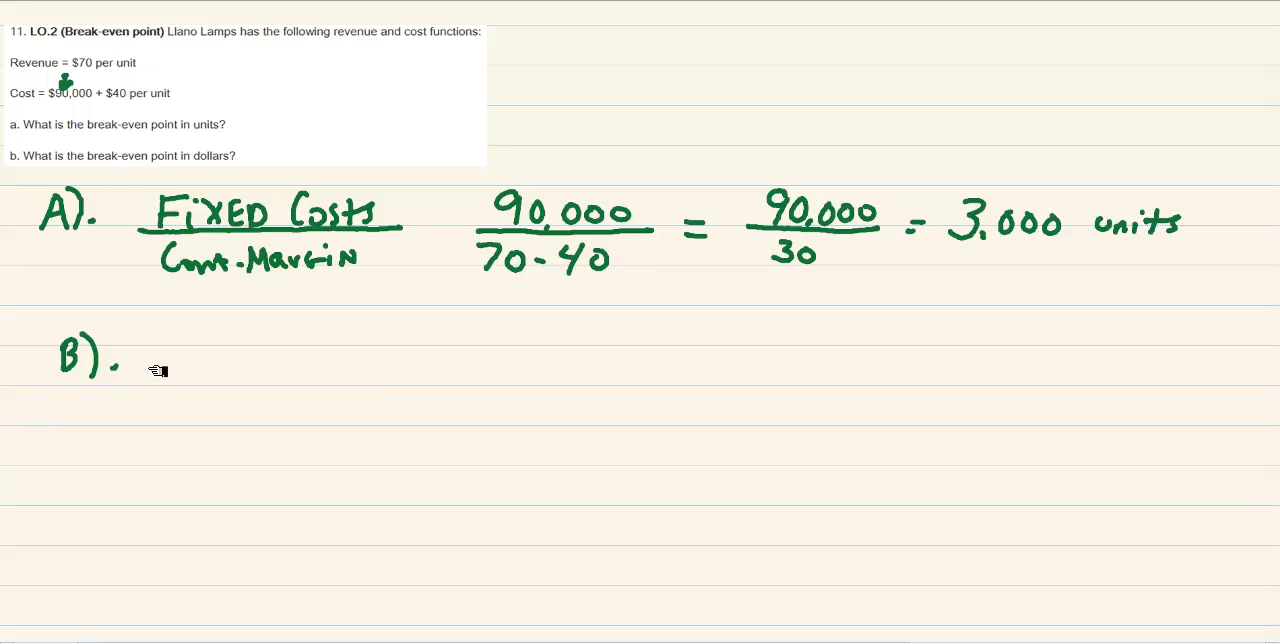 11. LO.2 (Break-even point) Llano Lamps has the following revenue and cost functions:
Revenue = $70 per unit
Cost = $90,000 + $40 per unit
a. What is the break-even point in units?
b. What is the break-even point in dollars?
A). FixED Costs 90,000 = 90,000 = 3,000 units
Cont. Margin 70 - 40 30
B).